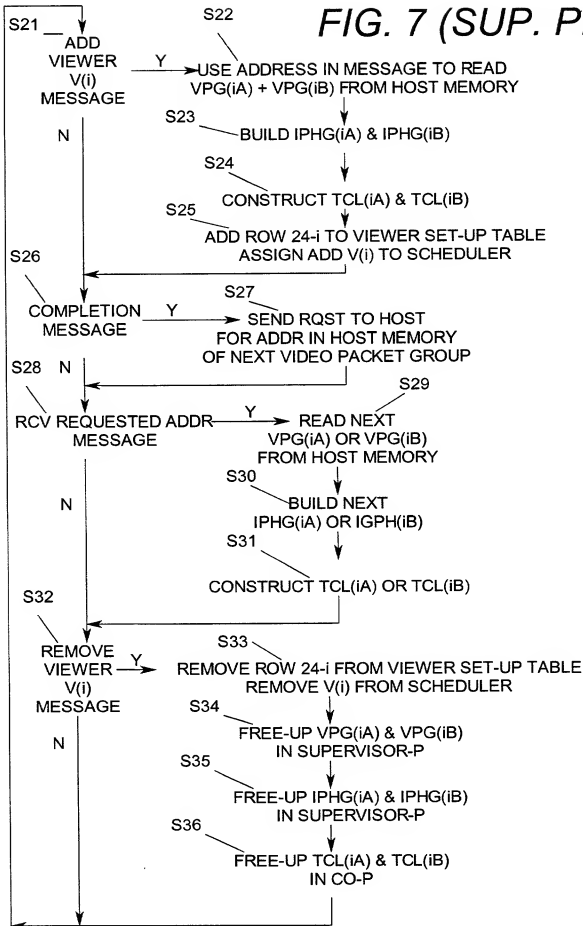 FIG. 7 (SUP. P.
S21
ADD
VIEWER
V(i)
MESSAGE
Y
N
S22
USE ADDRESS IN MESSAGE TO READ
VPG(iA) + VPG(iB) FROM HOST MEMORY
S23
BUILD IPHG(iA) & IPHG(iB)
S24
CONSTRUCT TCL(iA) & TCL(iB)
S25
ADD ROW 24-i TO VIEWER SET-UP TABLE
ASSIGN ADD V(i) TO SCHEDULER
S26
COMPLETION
MESSAGE
Y
N
S27
SEND RQST TO HOST
FOR ADDR IN HOST MEMORY
OF NEXT VIDEO PACKET GROUP
S28
RCV REQUESTED ADDR
MESSAGE
Y
N
S29
READ NEXT
VPG(iA) OR VPG(iB)
FROM HOST MEMORY
S30
BUILD NEXT
IPHG(iA) OR IGPH(iB)
S31
CONSTRUCT TCL(iA) OR TCL(iB)
S32
REMOVE
VIEWER
V(i)
MESSAGE
Y
N
S33
REMOVE ROW 24-i FROM VIEWER SET-UP TABLE
REMOVE V(i) FROM SCHEDULER
S34
FREE-UP VPG(iA) & VPG(iB)
IN SUPERVISOR-P
S35
FREE-UP IPHG(iA) & IPHG(iB)
IN SUPERVISOR-P
S36
FREE-UP TCL(iA) & TCL(iB)
IN CO-P